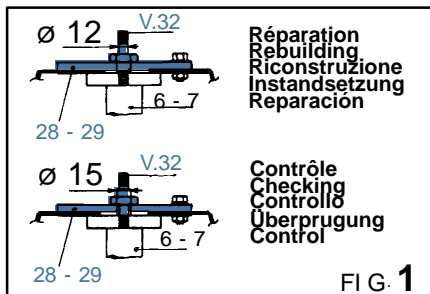 V.32
Ø 12
6 - 7
28 - 29
Réparation
Rebuilding
Riconstruzione
Instandsetzung
Reparación
V.32
Ø 15
6 - 7
28 - 29
Contrôle
Checking
Controllo
Überprugung
Control
FIG. 1